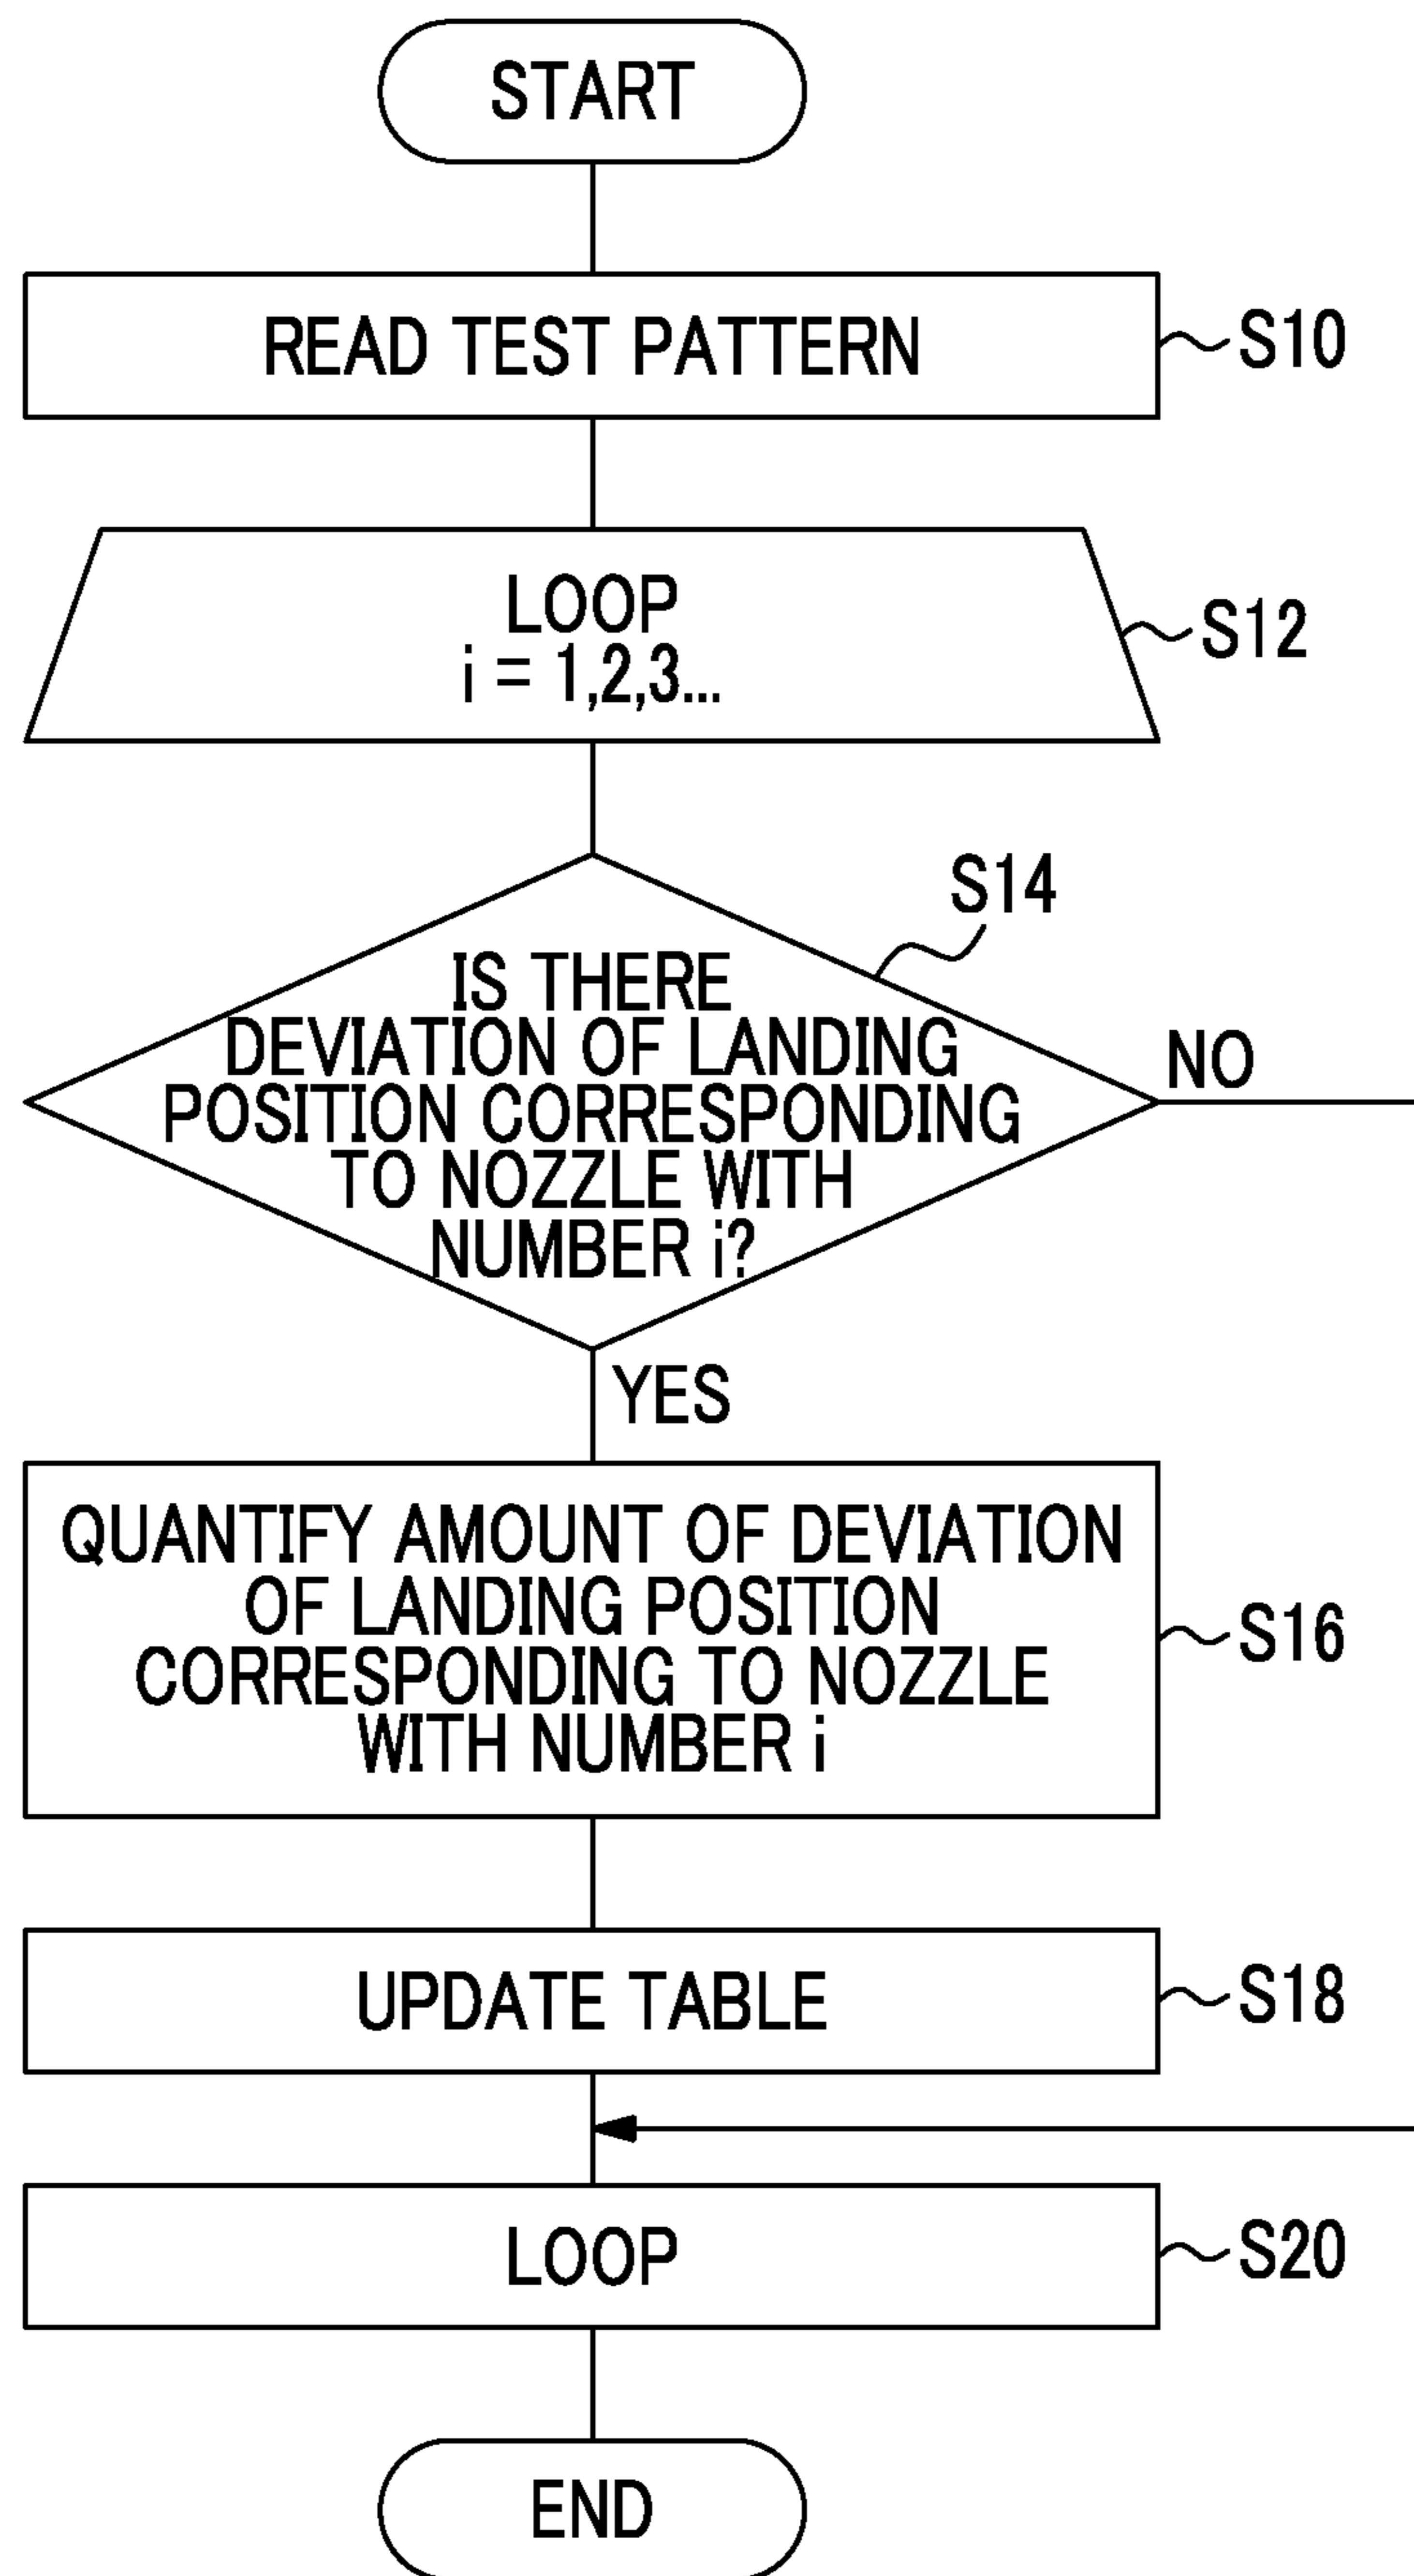 START
READ TEST PATTERN
S10
LOOP
i = 1,2,3...
S12
S14
IS THERE
DEVIATION OF LANDING
POSITION CORRESPONDING
TO NOZZLE WITH
NUMBER i?
NO
YES
QUANTIFY AMOUNT OF DEVIATION
OF LANDING POSITION
CORRESPONDING TO NOZZLE
WITH NUMBER i
S16
UPDATE TABLE
S18
LOOP
S20
END